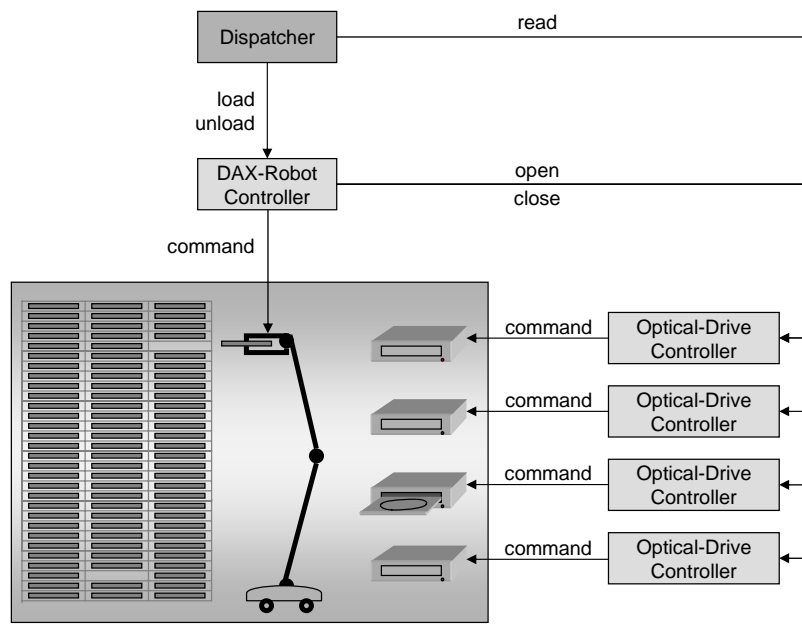 Dispatcher
read
load
unload
DAX-Robot
Controller
open
close
command
command
Optical-Drive
Controller
command
Optical-Drive
Controller
command
Optical-Drive
Controller
command
Optical-Drive
Controller